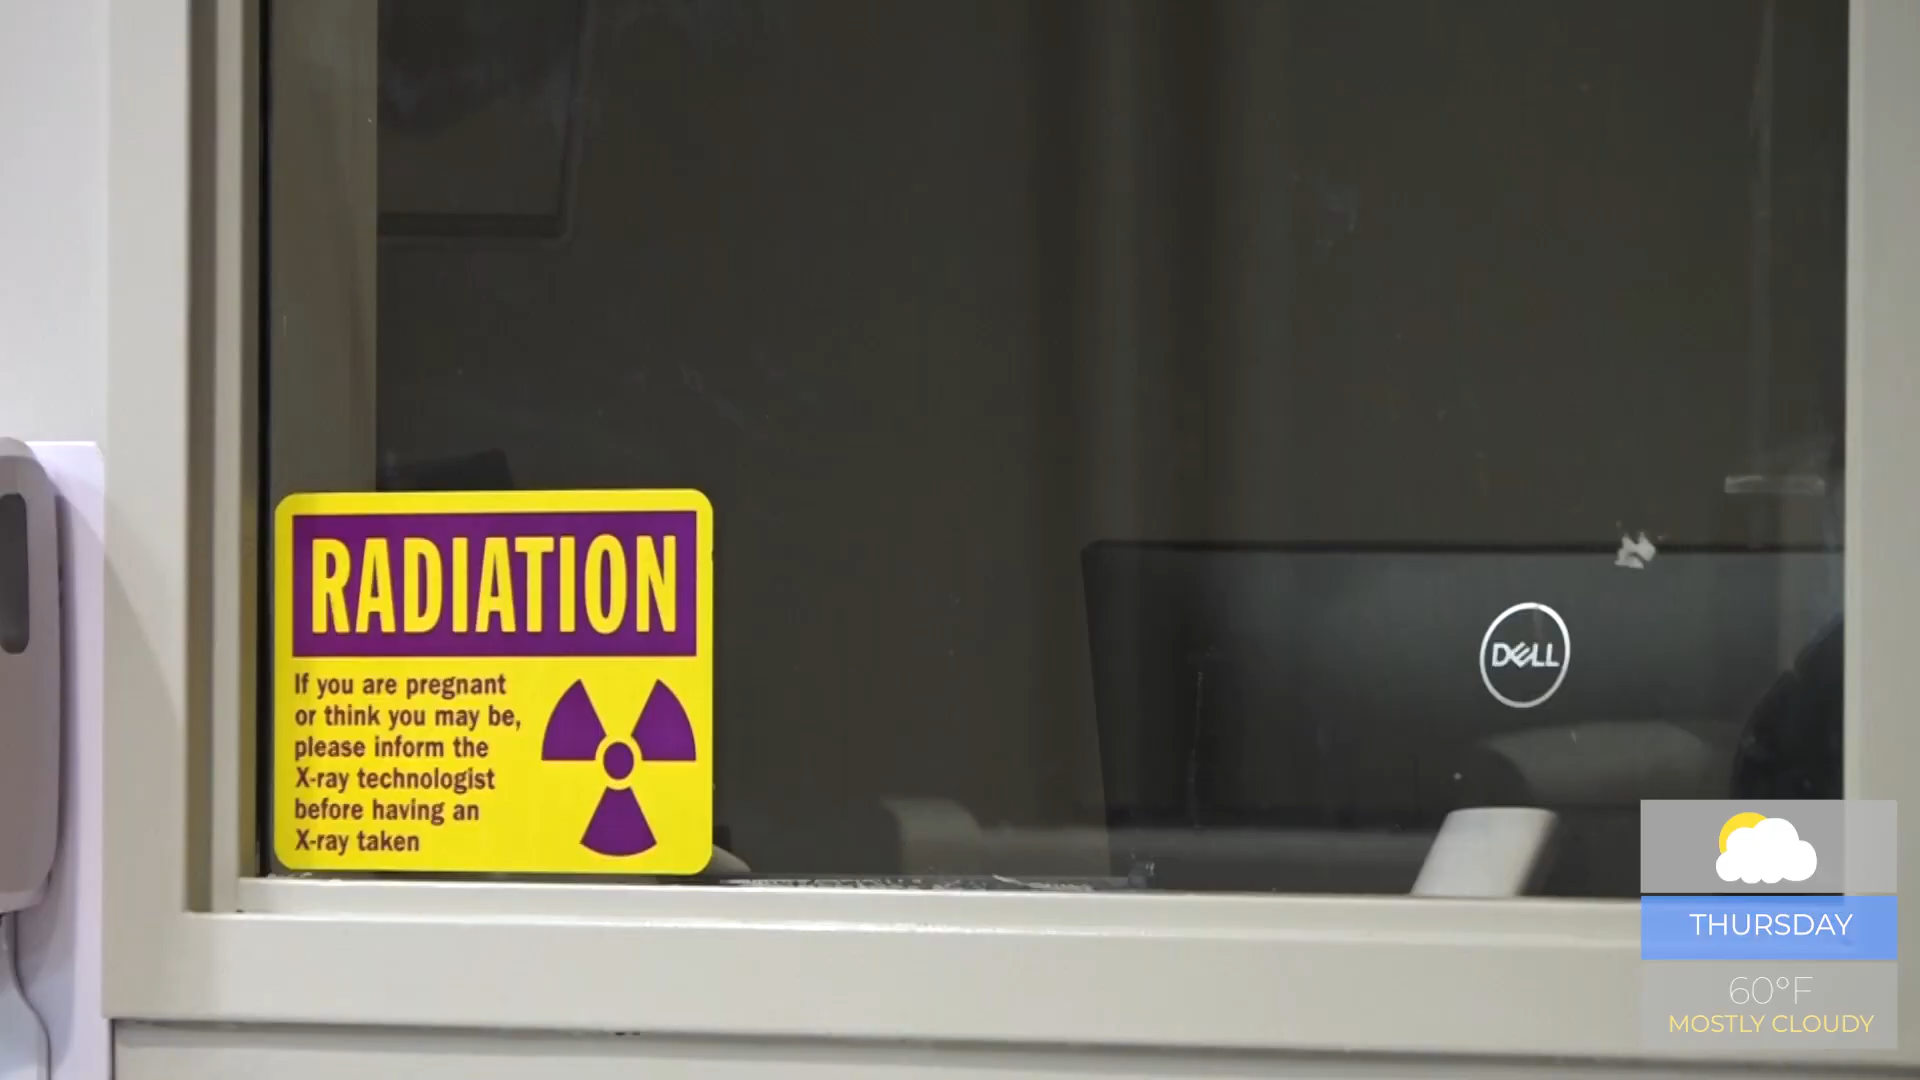 RADIATION
If you are pregnant
or think you may be,
please inform the
X-ray technologist
before having an
X-ray taken
DELL
THURSDAY
60°F
MOSTLY CLOUDY